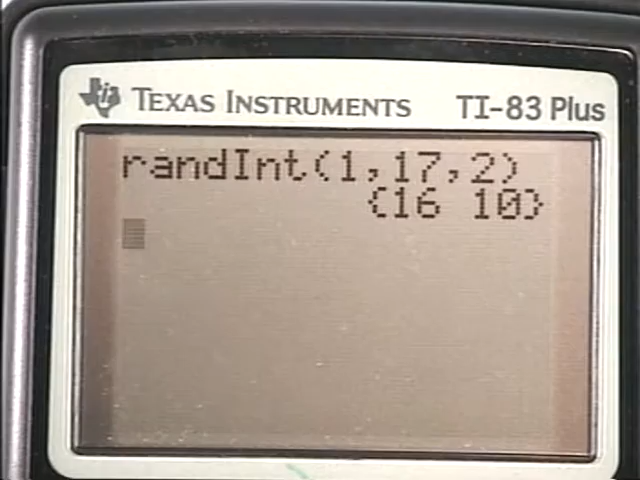 TEXAS INSTRUMENTS TI-83 Plus
randInt(1,17,2)
{16 10}